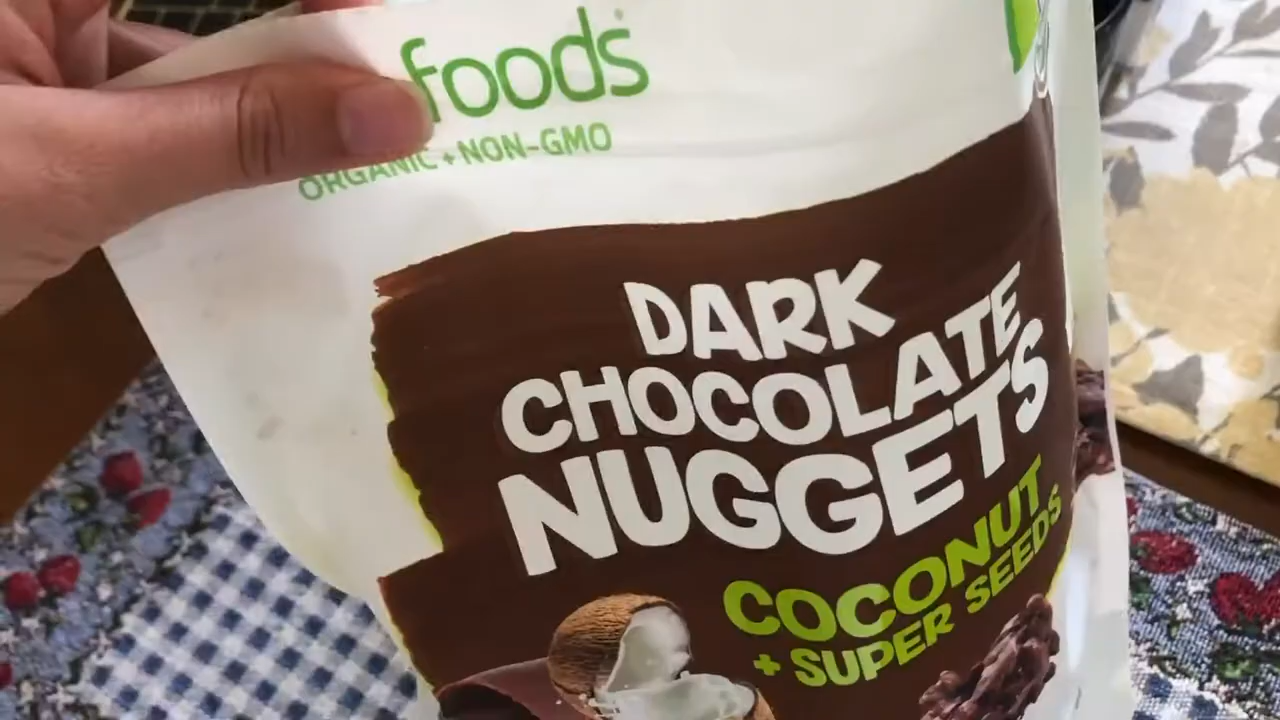 foods
ORGANIC + NON-GMO
DARK
CHOCOLATE
NUGGETS
COCONUT
+ SUPER SEEDS